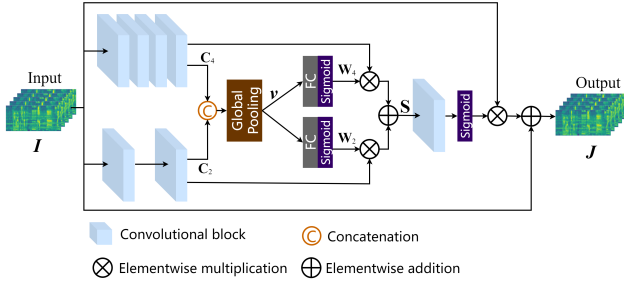 Input
I
C4
C2
C
Global
Pooling
v
FC
Sigmoid
W4
FC
Sigmoid
W2
S
Sigmoid
Output
J
Convolutional block
C Concatenation
Elementwise multiplication
Elementwise addition